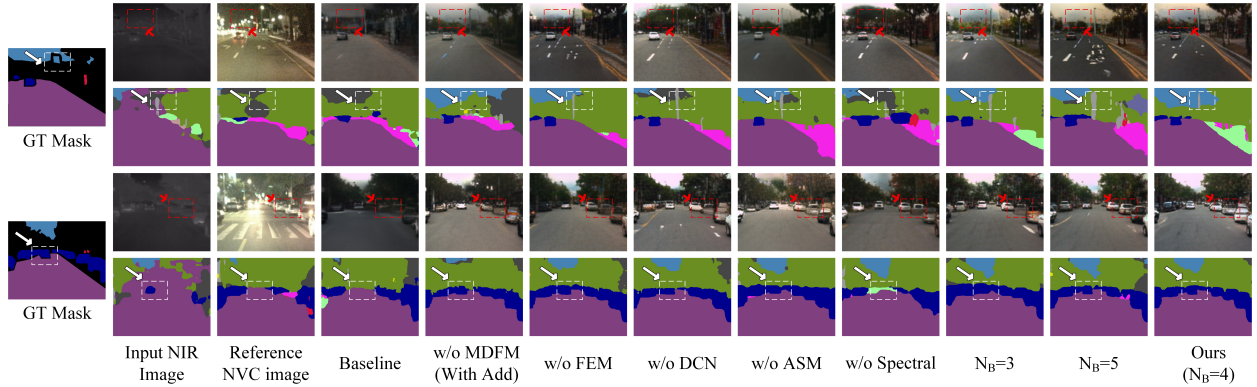 GT Mask
GT Mask
Input NIR
Image
Reference
NVC image
Baseline
w/o MDFM
(With Add)
w/o FEM
w/o DCN
w/o ASM
w/o Spectral
N_B=3
N_B=5
Ours
(N_B=4)